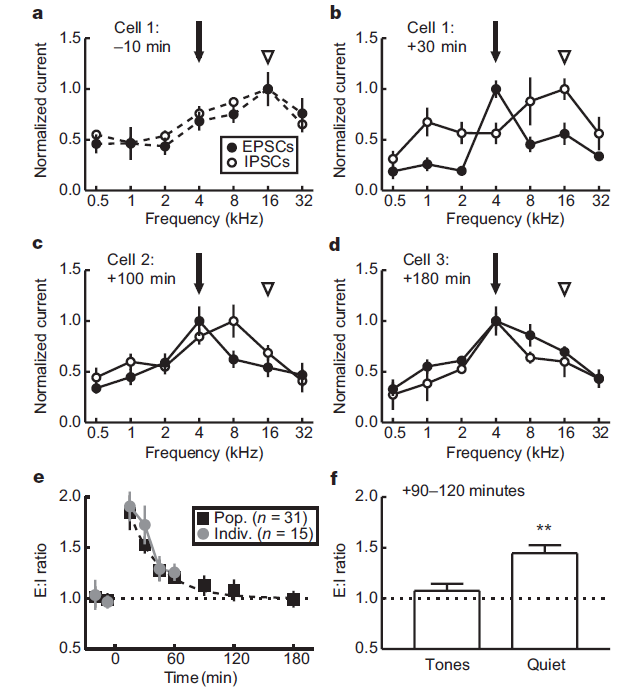 a
Cell 1:
−10 min
Normalized current
1.5
1.0
0.5
0.0
EPSCs
IPSCs
0.5 1 2 4 8 16 32
Frequency (kHz)
b
Cell 1:
+30 min
Normalized current
1.5
1.0
0.5
0.0
0.5 1 2 4 8 16 32
Frequency (kHz)
c
Cell 2:
+100 min
Normalized current
1.5
1.0
0.5
0.0
0.5 1 2 4 8 16 32
Frequency (kHz)
d
Cell 3:
+180 min
Normalized current
1.5
1.0
0.5
0.0
0.5 1 2 4 8 16 32
Frequency (kHz)
e
E:I ratio
2.0
1.5
1.0
0.5
Pop. (n = 31)
Indiv. (n = 15)
0 60 120 180
Time (min)
f
+90–120 minutes
E:I ratio
2.0
1.5
1.0
0.5
**
Tones Quiet